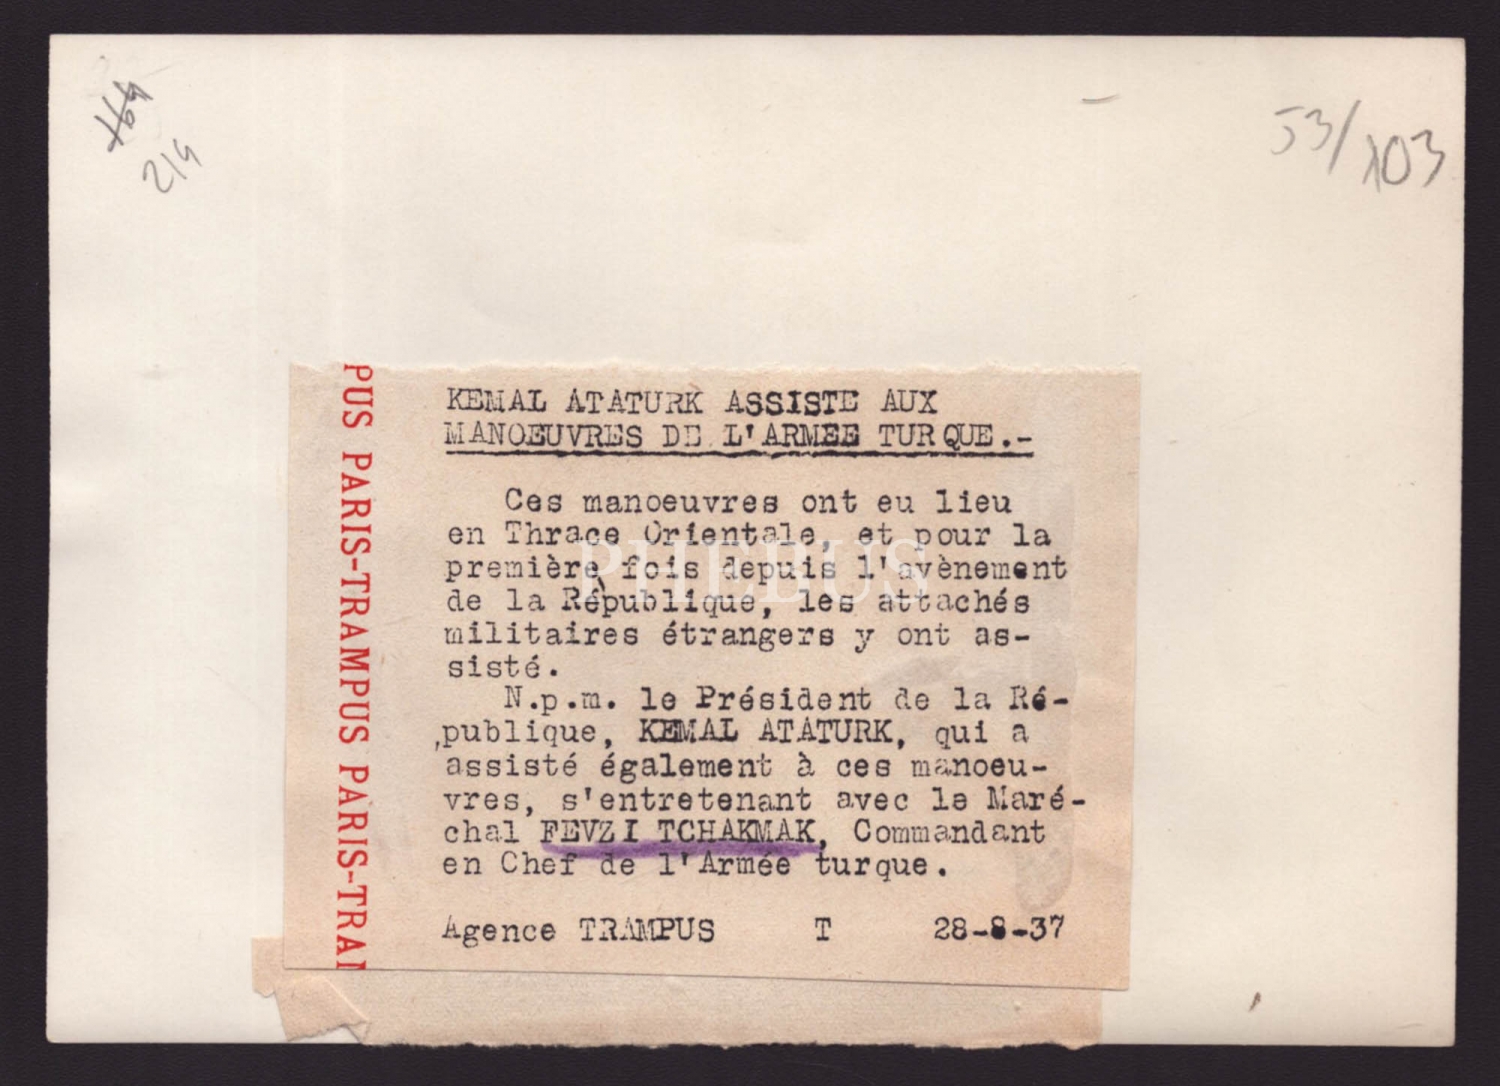 214
53/103
PUS PARIS-TRAMPUS PARIS-TRA
KEMAL ATATURK ASSISTE AUX
MANOEUVRES DE L'ARMEE TURQUE.-
Ces manoeuvres ont eu lieu
en Thrace Orientale, et pour la
première fois depuis l'avènement
de la République, les attachés
militaires étrangers y ont as-
sisté.
N.p.m. le Président de la Ré-
publique, KEMAL ATATURK, qui a
assisté également à ces manoeu-
vres, s'entretenant avec le Maré-
chal FEVZI TCHAKMAK, Commandant
en Chef de l'Armée turque.
Agence TRAMPUS T 28-8-37
PHEBUS